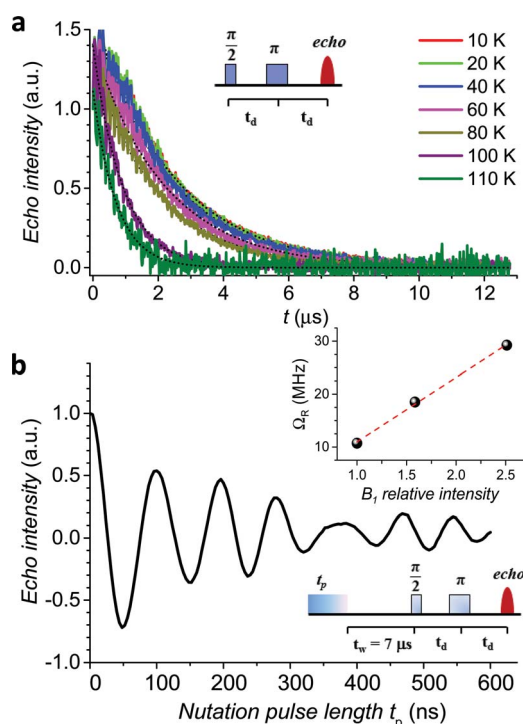 a
π/2 π echo
t_d t_d
10 K
20 K
40 K
60 K
80 K
100 K
110 K
Echo intensity (a.u.)
1.5
1.0
0.5
0.0
0 2 4 6 8 10 12
t (μs)
b
Echo intensity (a.u.)
1.0
0.5
0.0
-0.5
-1.0
0 100 200 300 400 500 600
Nutation pulse length t_p (ns)
Ω_R (MHz)
30
20
10
1.0 1.5 2.0 2.5
B_1 relative intensity
t_p π/2 π echo
t_w = 7 μs t_d t_d